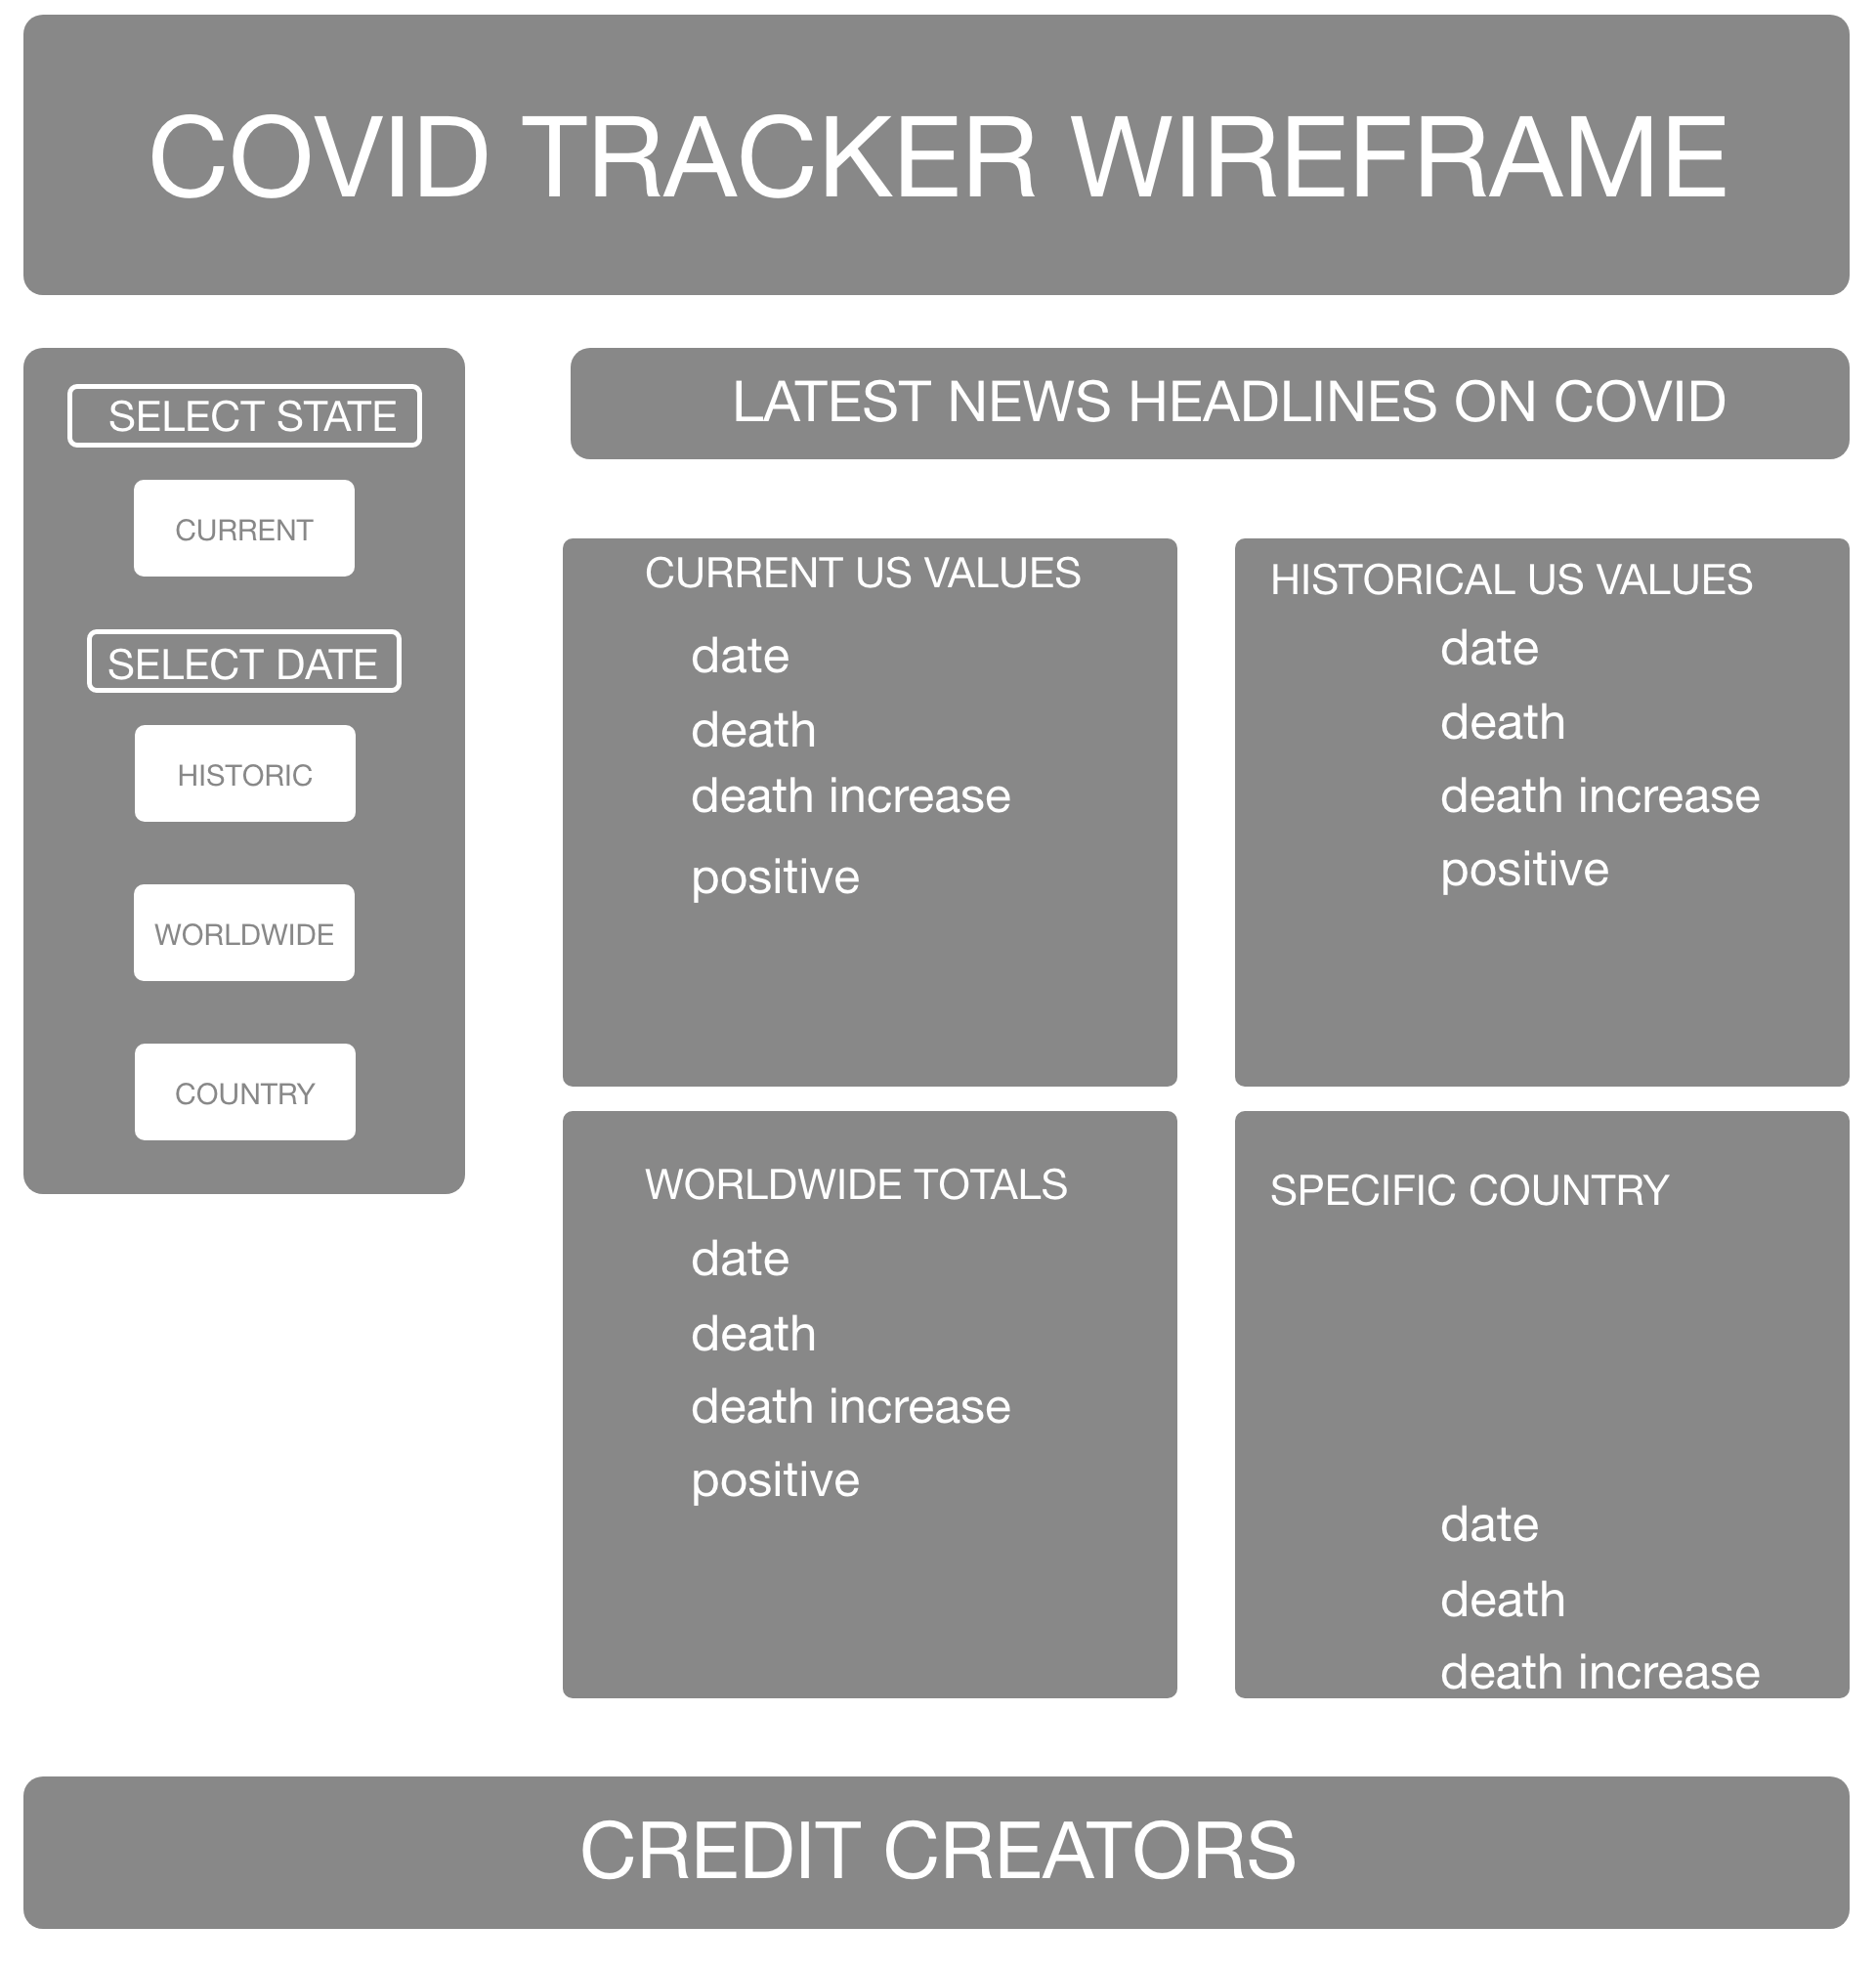 COVID TRACKER WIREFRAME
SELECT STATE
CURRENT
SELECT DATE
HISTORIC
WORLDWIDE
COUNTRY
LATEST NEWS HEADLINES ON COVID
CURRENT US VALUES
date
death
death increase
positive
HISTORICAL US VALUES
date
death
death increase
positive
WORLDWIDE TOTALS
date
death
death increase
positive
SPECIFIC COUNTRY
date
death
death increase
CREDIT CREATORS